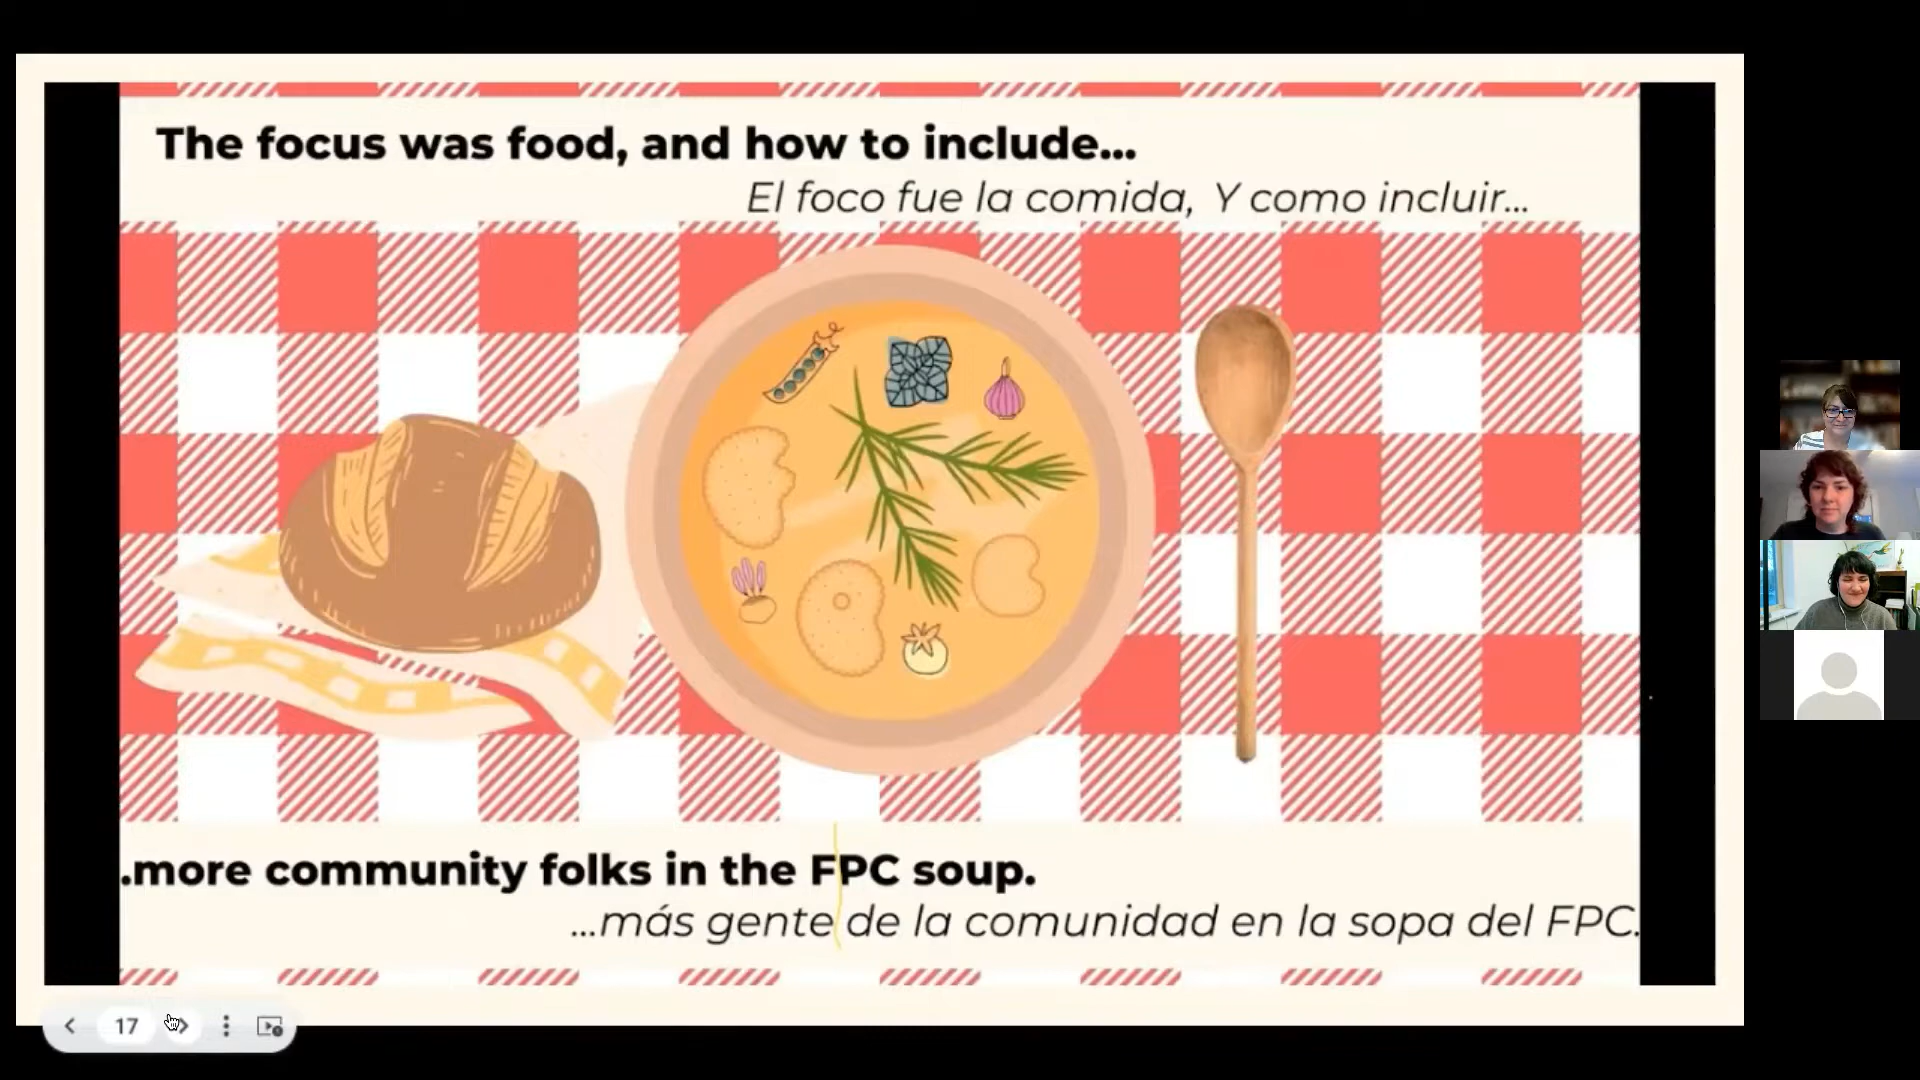 The focus was food, and how to include...
El foco fue la comida, Y como incluir...
.more community folks in the FPC soup.
...más gente de la comunidad en la sopa del FPC.
17